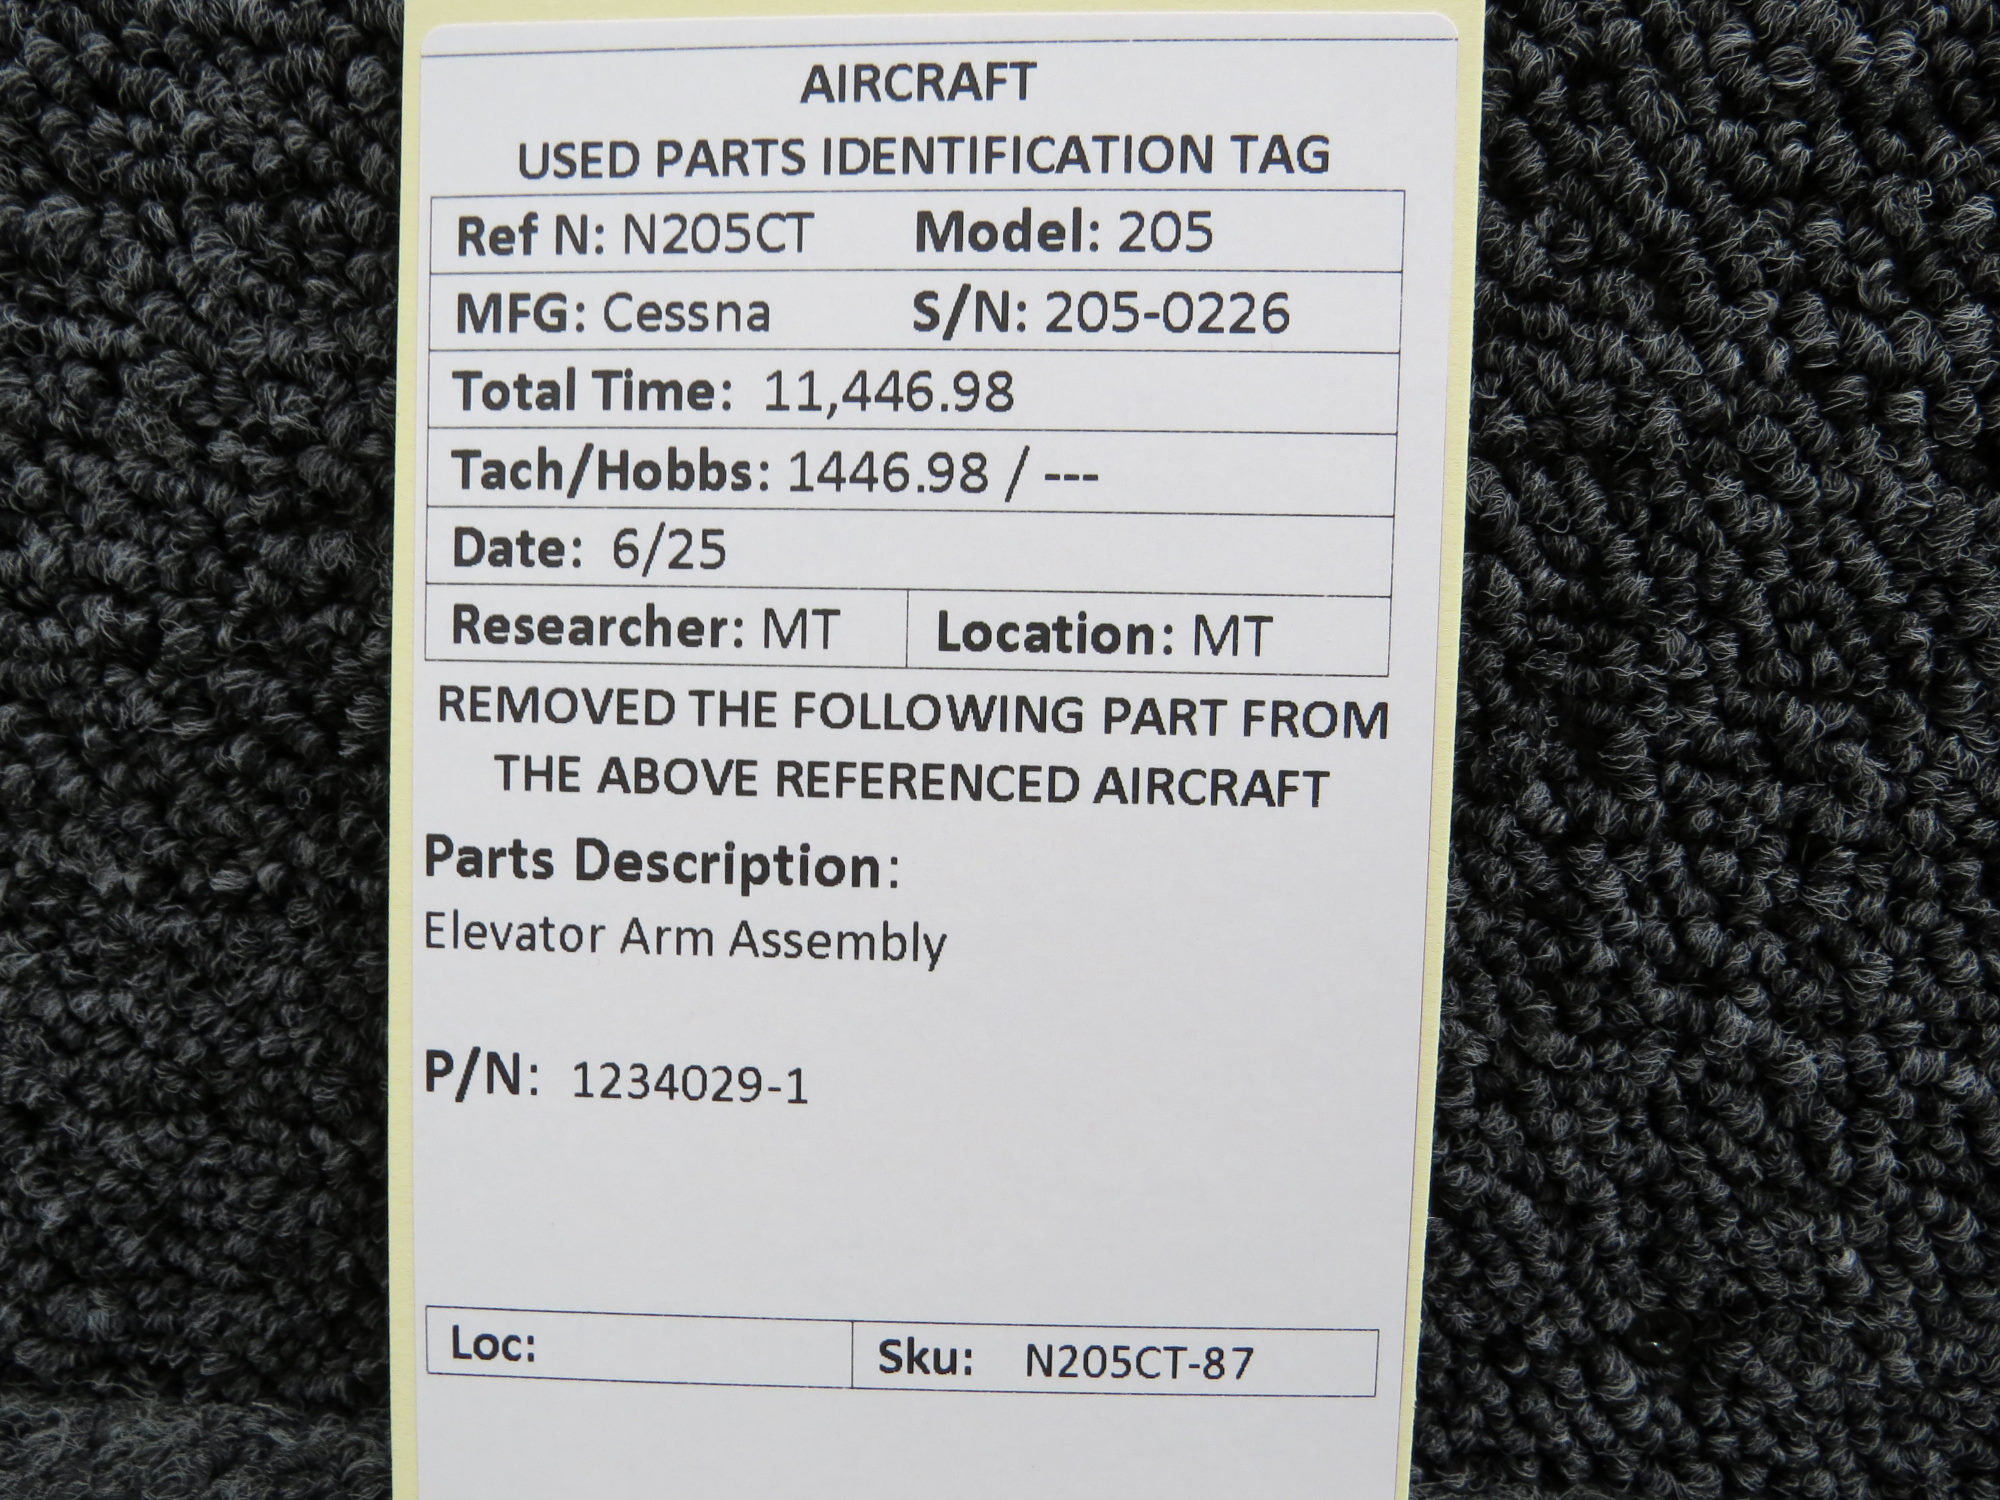 AIRCRAFT
USED PARTS IDENTIFICATION TAG
Ref N: N205CT Model: 205
MFG: Cessna S/N: 205-0226
Total Time: 11,446.98
Tach/Hobbs: 1446.98 / ---
Date: 6/25
Researcher: MT Location: MT
REMOVED THE FOLLOWING PART FROM
THE ABOVE REFERENCED AIRCRAFT
Parts Description:
Elevator Arm Assembly
P/N: 1234029-1
Loc: Sku: N205CT-87